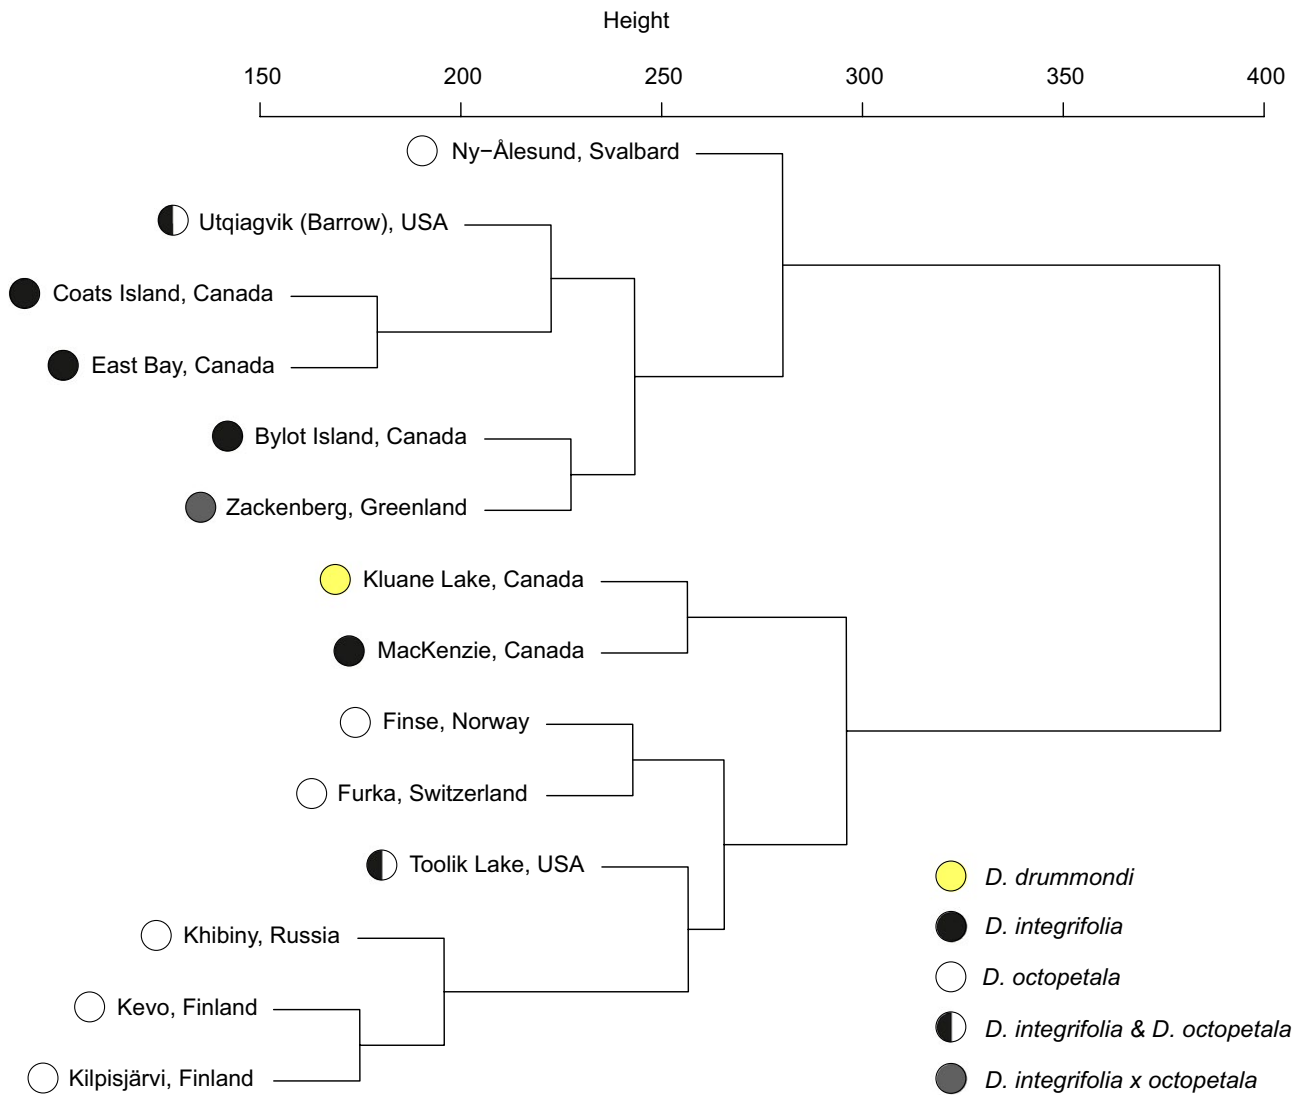 Height
150 200 250 300 350 400
Ny−Ålesund, Svalbard
Utqiagvik (Barrow), USA
Coats Island, Canada
East Bay, Canada
Bylot Island, Canada
Zackenberg, Greenland
Kluane Lake, Canada
MacKenzie, Canada
Finse, Norway
Furka, Switzerland
Toolik Lake, USA
Khibiny, Russia
Kevo, Finland
Kilpisjärvi, Finland
D. drummondi
D. integrifolia
D. octopetala
D. integrifolia & D. octopetala
D. integrifolia x octopetala